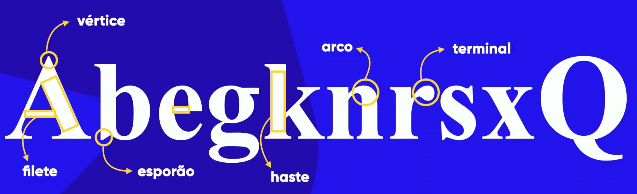 vértice
arco
terminal
AbegknrsxQ
filete
esporão
haste